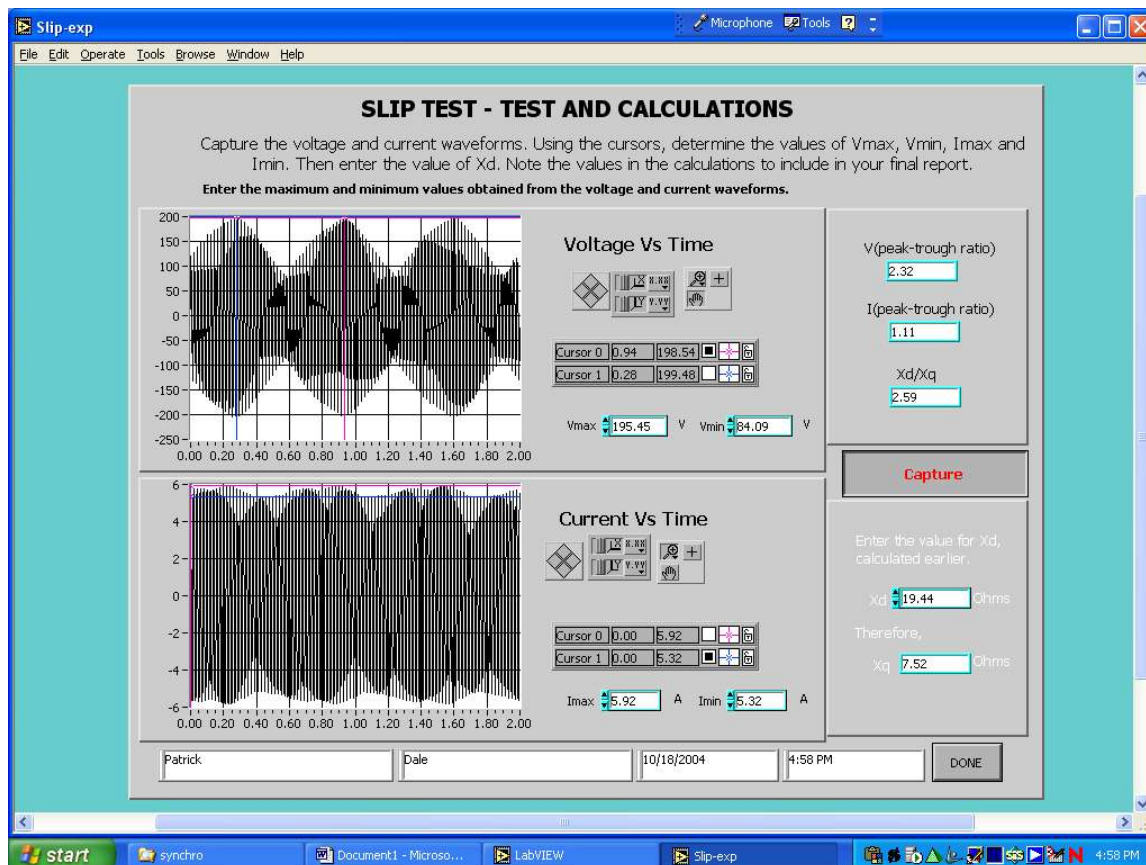 Slip-exp
Microphone Tools
File Edit Operate Tools Browse Window Help
SLIP TEST - TEST AND CALCULATIONS
Capture the voltage and current waveforms. Using the cursors, determine the values of Vmax, Vmin, Imax and
Imin. Then enter the value of Xd. Note the values in the calculations to include in your final report.
Enter the maximum and minimum values obtained from the voltage and current waveforms.
200
150
100
50
0
-50
-100
-150
-200
-250
0.00 0.20 0.40 0.60 0.80 1.00 1.20 1.40 1.60 1.80 2.00
Voltage Vs Time
X X.XX
Y Y.YY
Cursor 0 0.94 198.54
Cursor 1 0.28 199.48
Vmax 195.45 V Vmin 84.09 V
V(peak-trough ratio)
2.32
I(peak-trough ratio)
1.11
Xd/Xq
2.59
Capture
6
4
2
0
-2
-4
-6
0.00 0.20 0.40 0.60 0.80 1.00 1.20 1.40 1.60 1.80 2.00
Current Vs Time
X X.XX
Y Y.YY
Cursor 0 0.00 5.92
Cursor 1 0.00 5.32
Imax 5.92 A Imin 5.32 A
Enter the value for Xd,
calculated earlier.
Xd 19.44 Ohms
Therefore,
Xq 7.52 Ohms
Patrick Dale 10/18/2004 4:58 PM DONE
start synchro Document1 - Microso... LabVIEW Slip-exp 4:58 PM